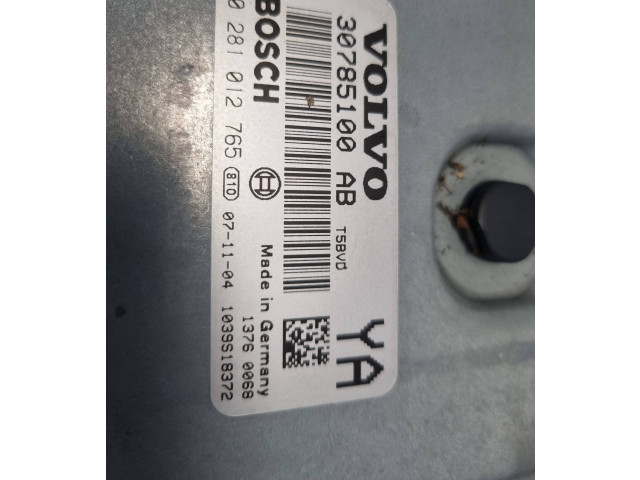 VOLVO
30785100 AB
T5BVD
YA
BOSCH
Made in Germany
1376 0068
0 281 012 765 810 07-11-04 1039S18372